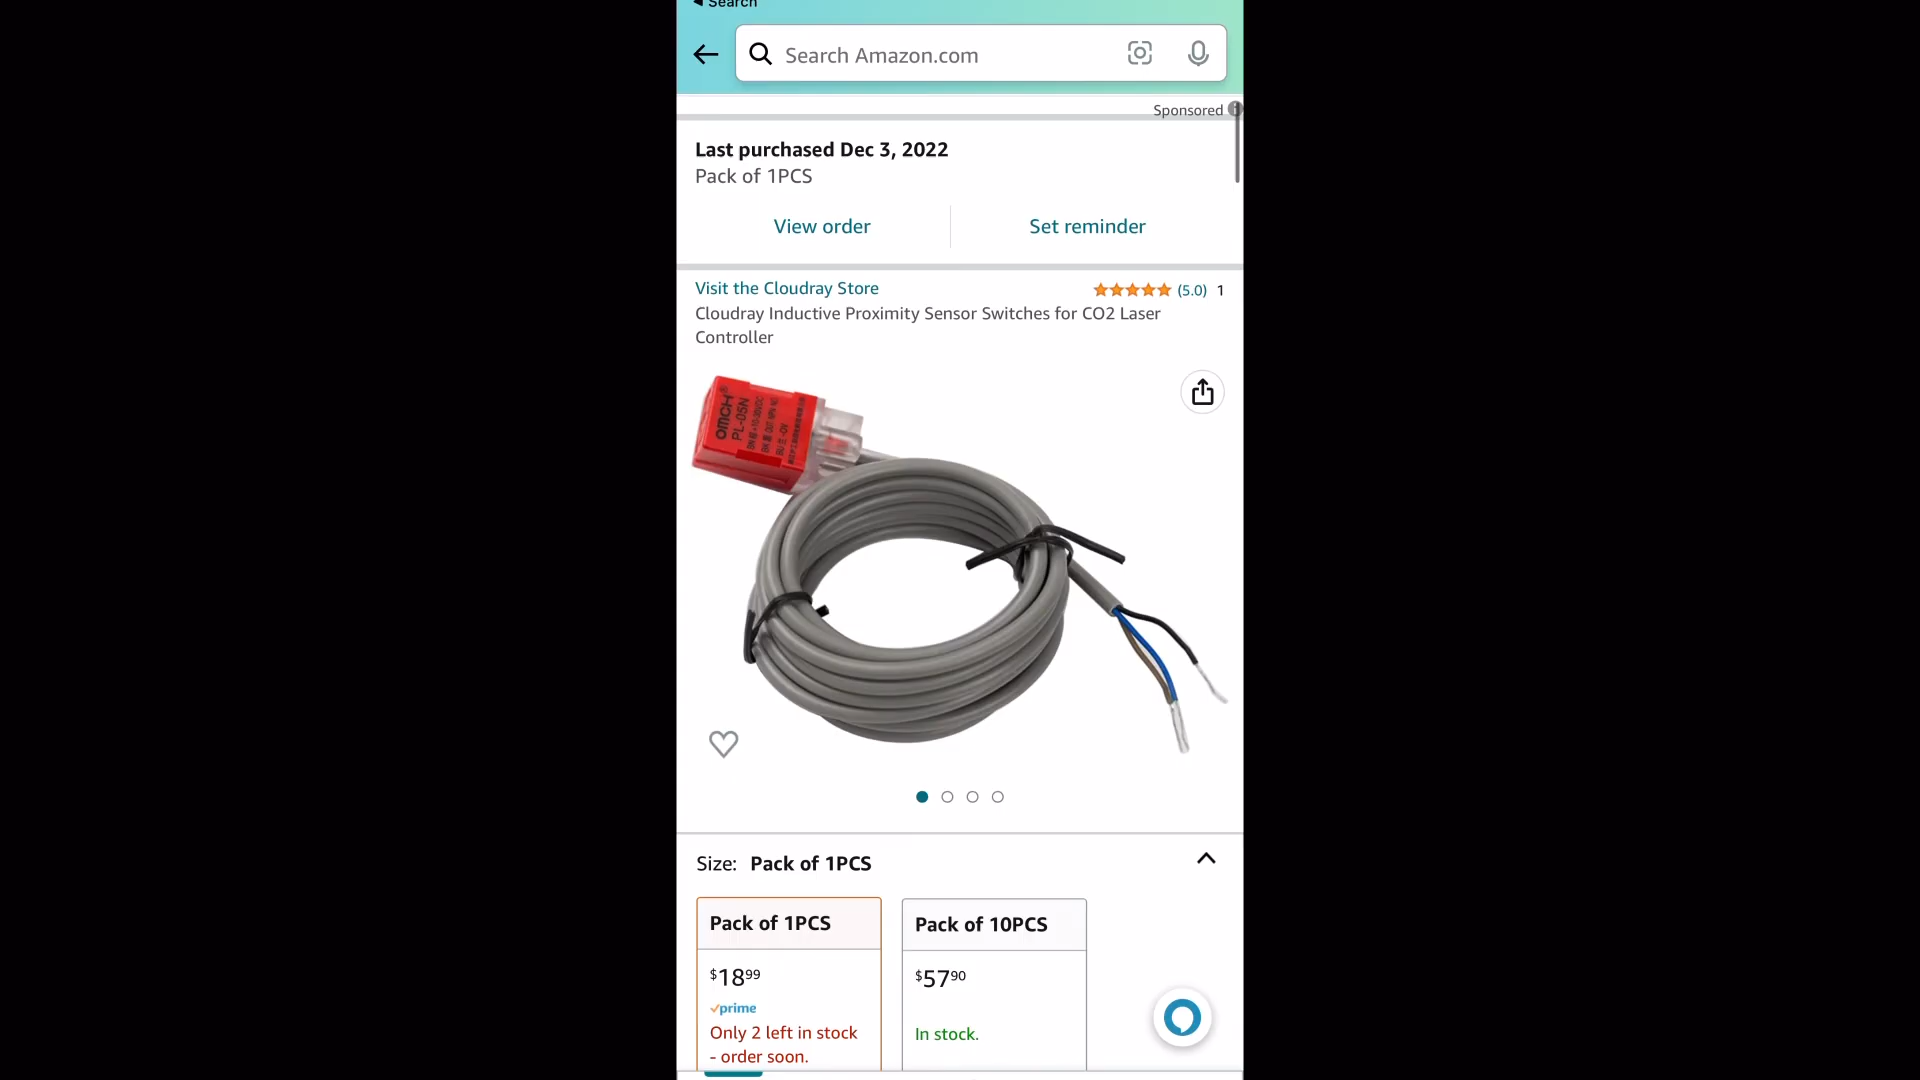 Search
Search Amazon.com
Sponsored
Last purchased Dec 3, 2022
Pack of 1PCS
View order
Set reminder
Visit the Cloudray Store
(5.0) 1
Cloudray Inductive Proximity Sensor Switches for CO2 Laser
Controller
OMCH®
PL-05N
Size: Pack of 1PCS
Pack of 1PCS
$1899
prime
Only 2 left in stock
- order soon.
Pack of 10PCS
$5790
In stock.